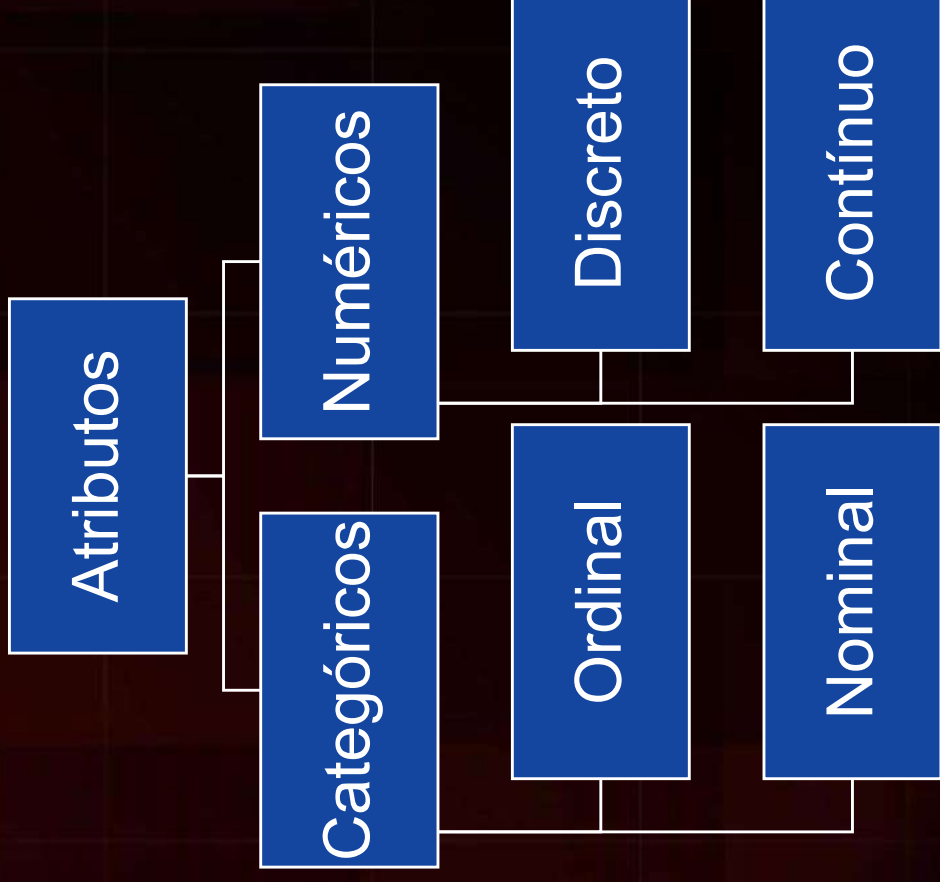 Atributos
Categóricos
Numéricos
Ordinal
Discreto
Nominal
Contínuo